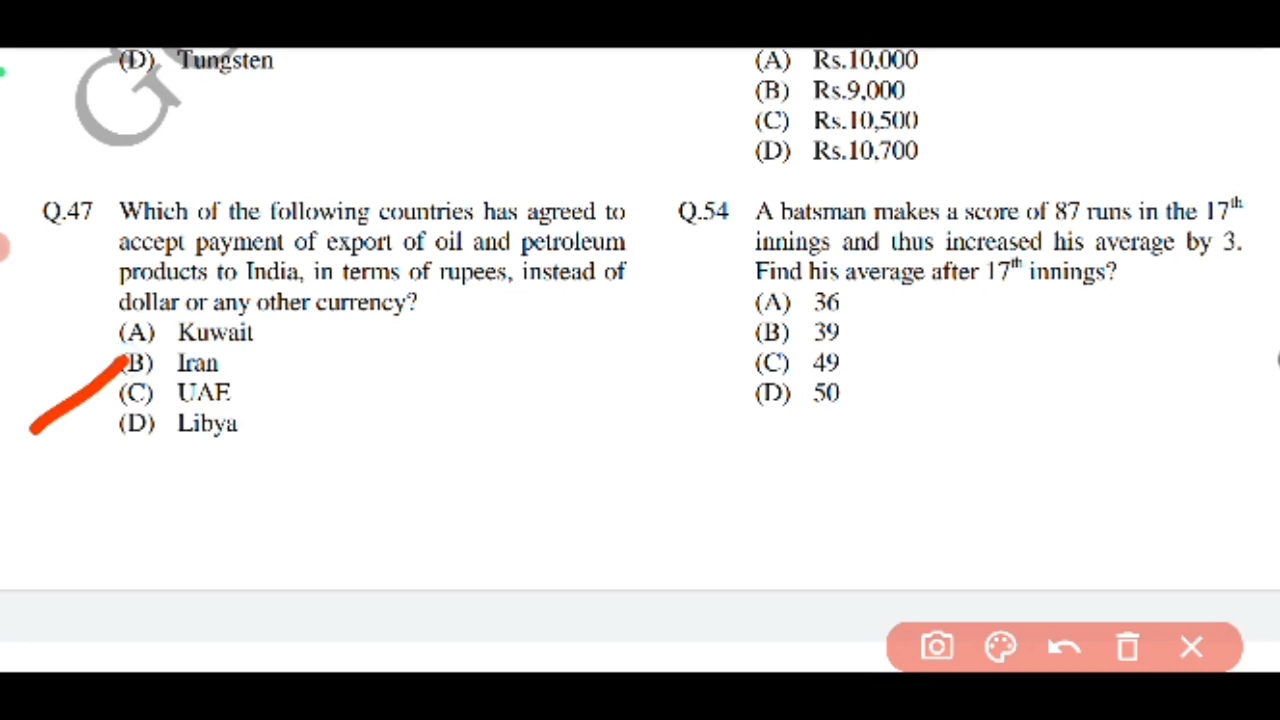 (D) Tungsten
Q.47 Which of the following countries has agreed to
accept payment of export of oil and petroleum
products to India, in terms of rupees, instead of
dollar or any other currency?
(A) Kuwait
(B) Iran
(C) UAE
(D) Libya
(A) Rs.10,000
(B) Rs.9,000
(C) Rs.10,500
(D) Rs.10,700
Q.54 A batsman makes a score of 87 runs in the 17th
innings and thus increased his average by 3.
Find his average after 17th innings?
(A) 36
(B) 39
(C) 49
(D) 50